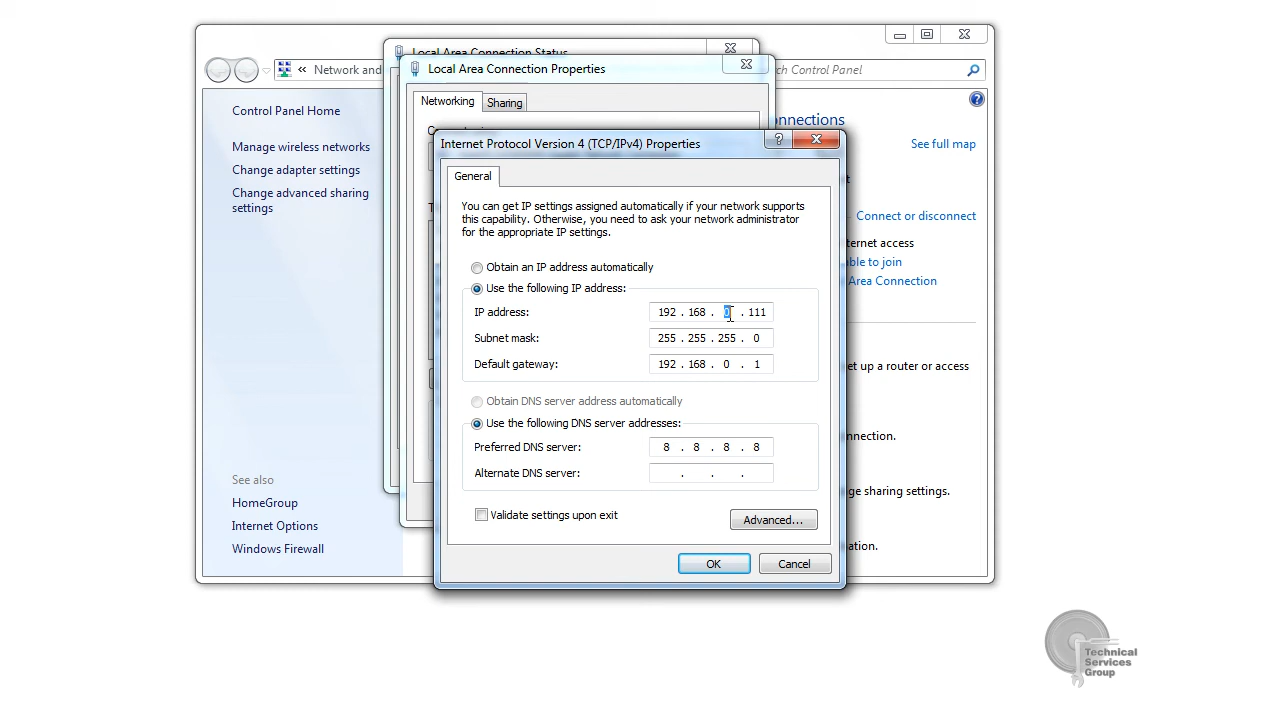 Local Area Connection Status
Network and
Local Area Connection Properties
ch Control Panel
Control Panel Home
Networking
Sharing
onnections
Manage wireless networks
Internet Protocol Version 4 (TCP/IPv4) Properties
?
See full map
Change adapter settings
General
Change advanced sharing
settings
You can get IP settings assigned automatically if your network supports
this capability. Otherwise, you need to ask your network administrator
for the appropriate IP settings.
Connect or disconnect
ternet access
Obtain an IP address automatically
ble to join
Use the following IP address:
Area Connection
IP address:
192 . 168 . 0 . 111
Subnet mask:
255 . 255 . 255 . 0
Default gateway:
192 . 168 . 0 . 1
et up a router or access
Obtain DNS server address automatically
Use the following DNS server addresses:
nnection.
Preferred DNS server:
8 . 8 . 8 . 8
Alternate DNS server:
. . .
See also
HomeGroup
ge sharing settings.
Validate settings upon exit
Advanced...
Internet Options
Windows Firewall
ation.
OK
Cancel
Technical
Services
Group